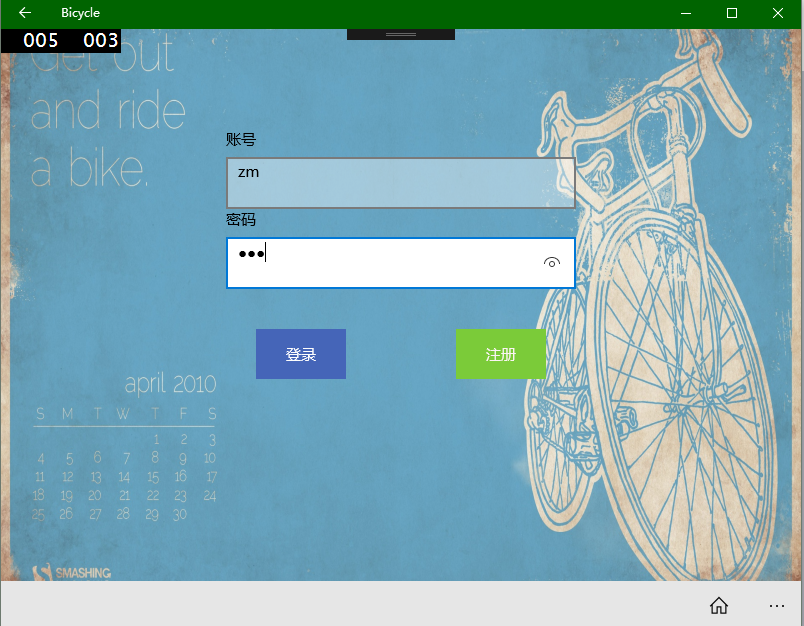 Bicycle
005 003
Get out
and ride
a bike.
账号
zm
密码
登录
注册
april 2010
S M T W T F S
1 2 3
4 5 6 7 8 9 10
11 12 13 14 15 16 17
18 19 20 21 22 23 24
25 26 27 28 29 30
SMASHING